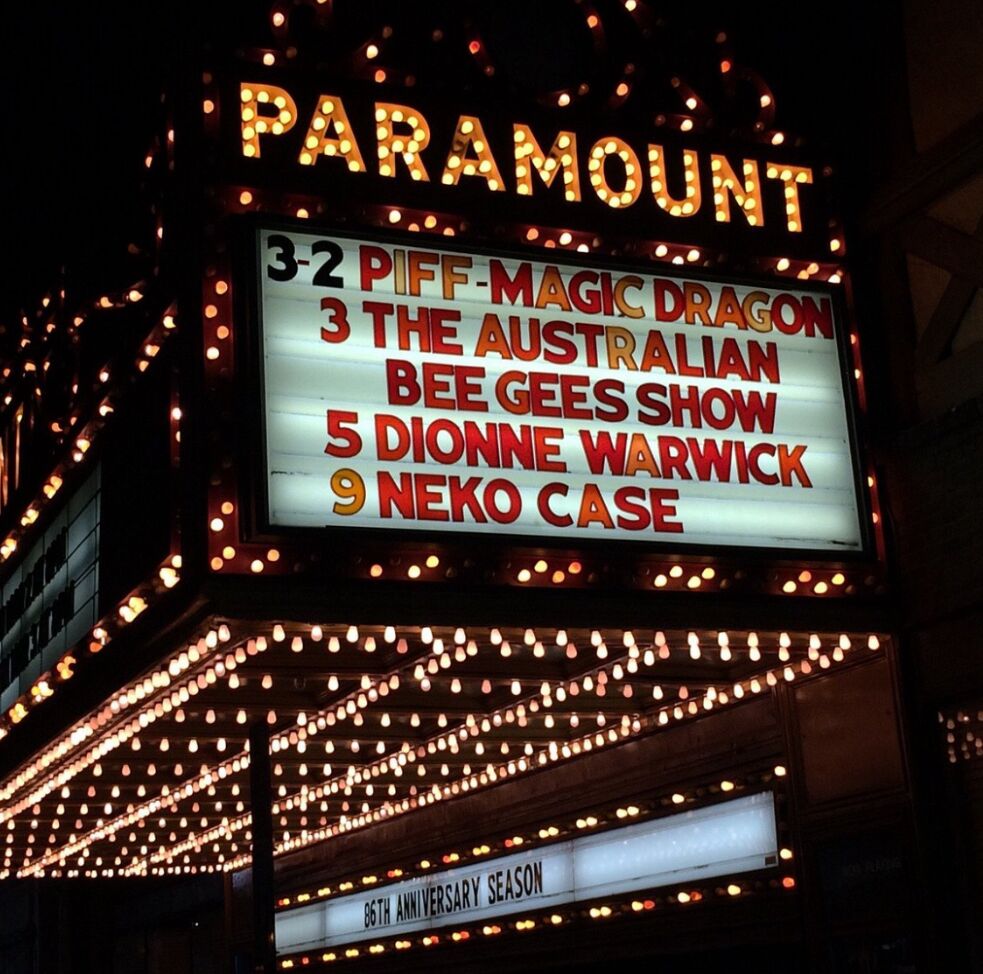 PARAMOUNT
3-2 PIFF-MAGIC DRAGON
3 THE AUSTRALIAN
BEE GEES SHOW
5 DIONNE WARWICK
9 NEKO CASE
86TH ANNIVERSARY SEASON